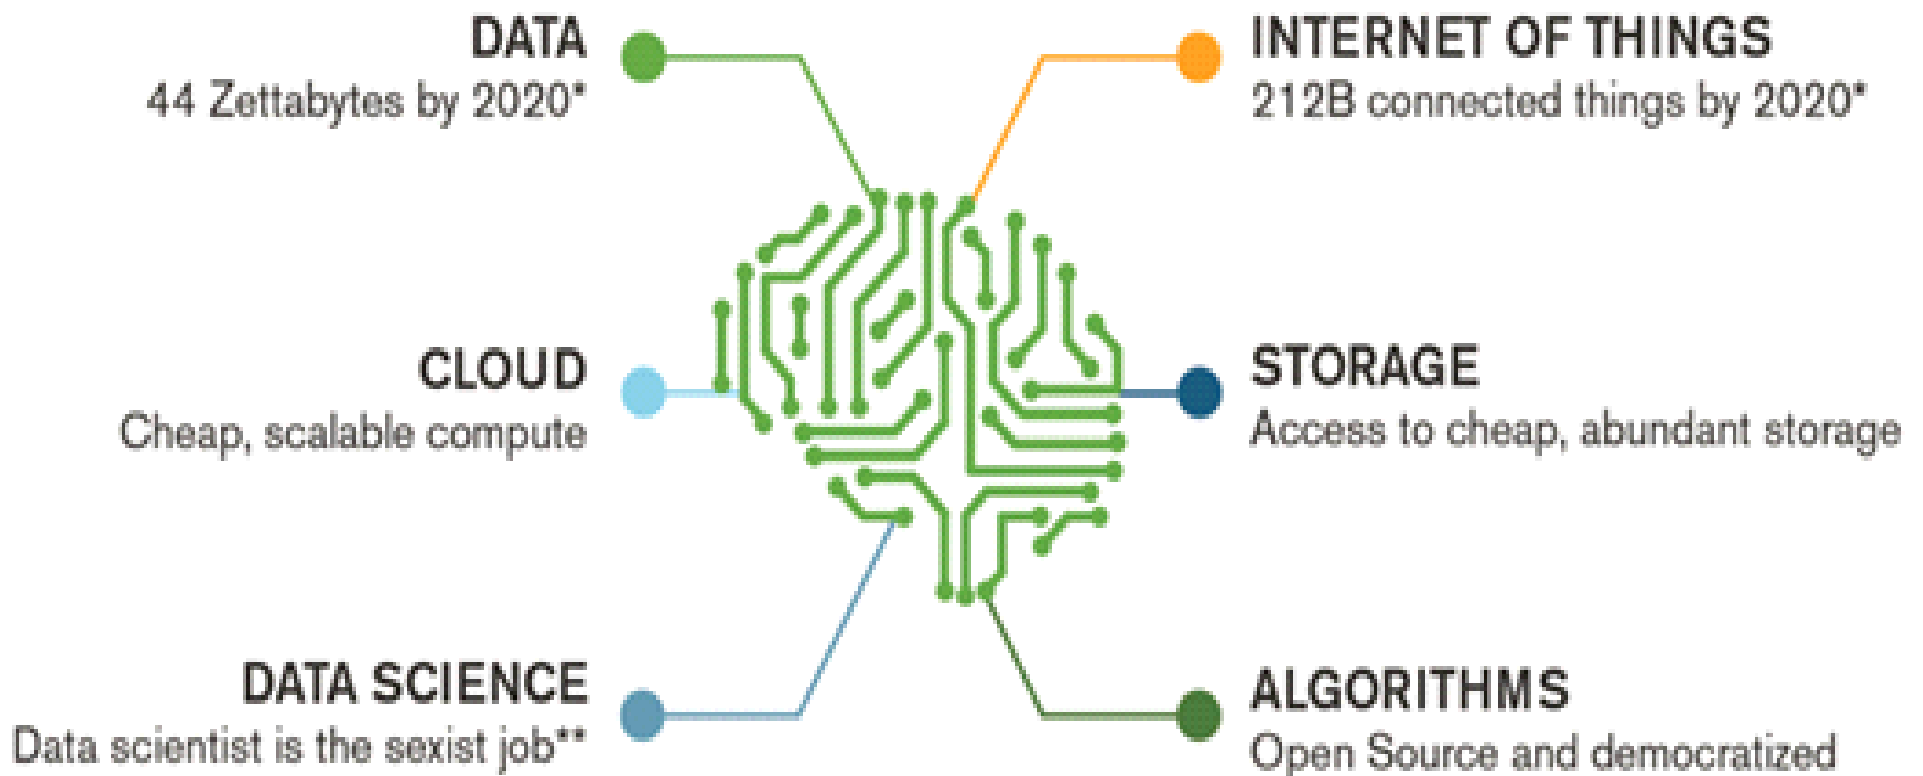 DATA
44 Zettabytes by 2020*
INTERNET OF THINGS
212B connected things by 2020*
CLOUD
Cheap, scalable compute
STORAGE
Access to cheap, abundant storage
DATA SCIENCE
Data scientist is the sexist job**
ALGORITHMS
Open Source and democratized